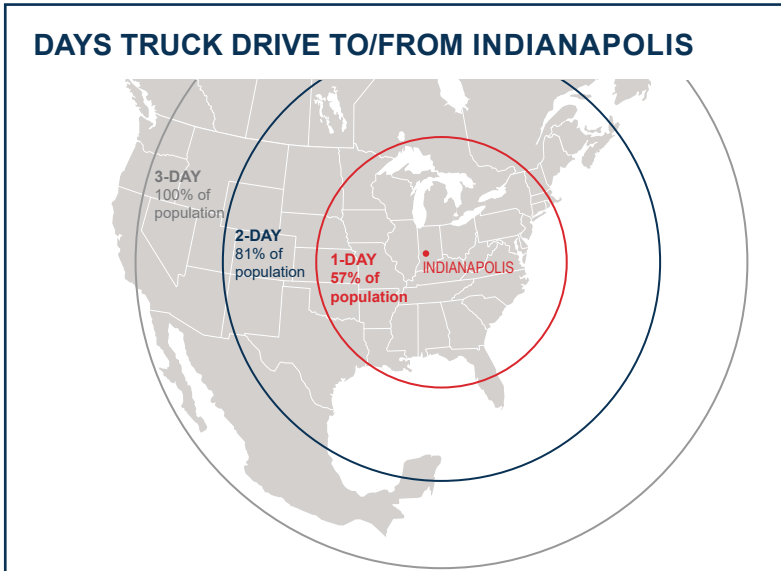 DAYS TRUCK DRIVE TO/FROM INDIANAPOLIS
3-DAY
100% of
population
2-DAY
81% of
population
1-DAY
57% of
population
INDIANAPOLIS